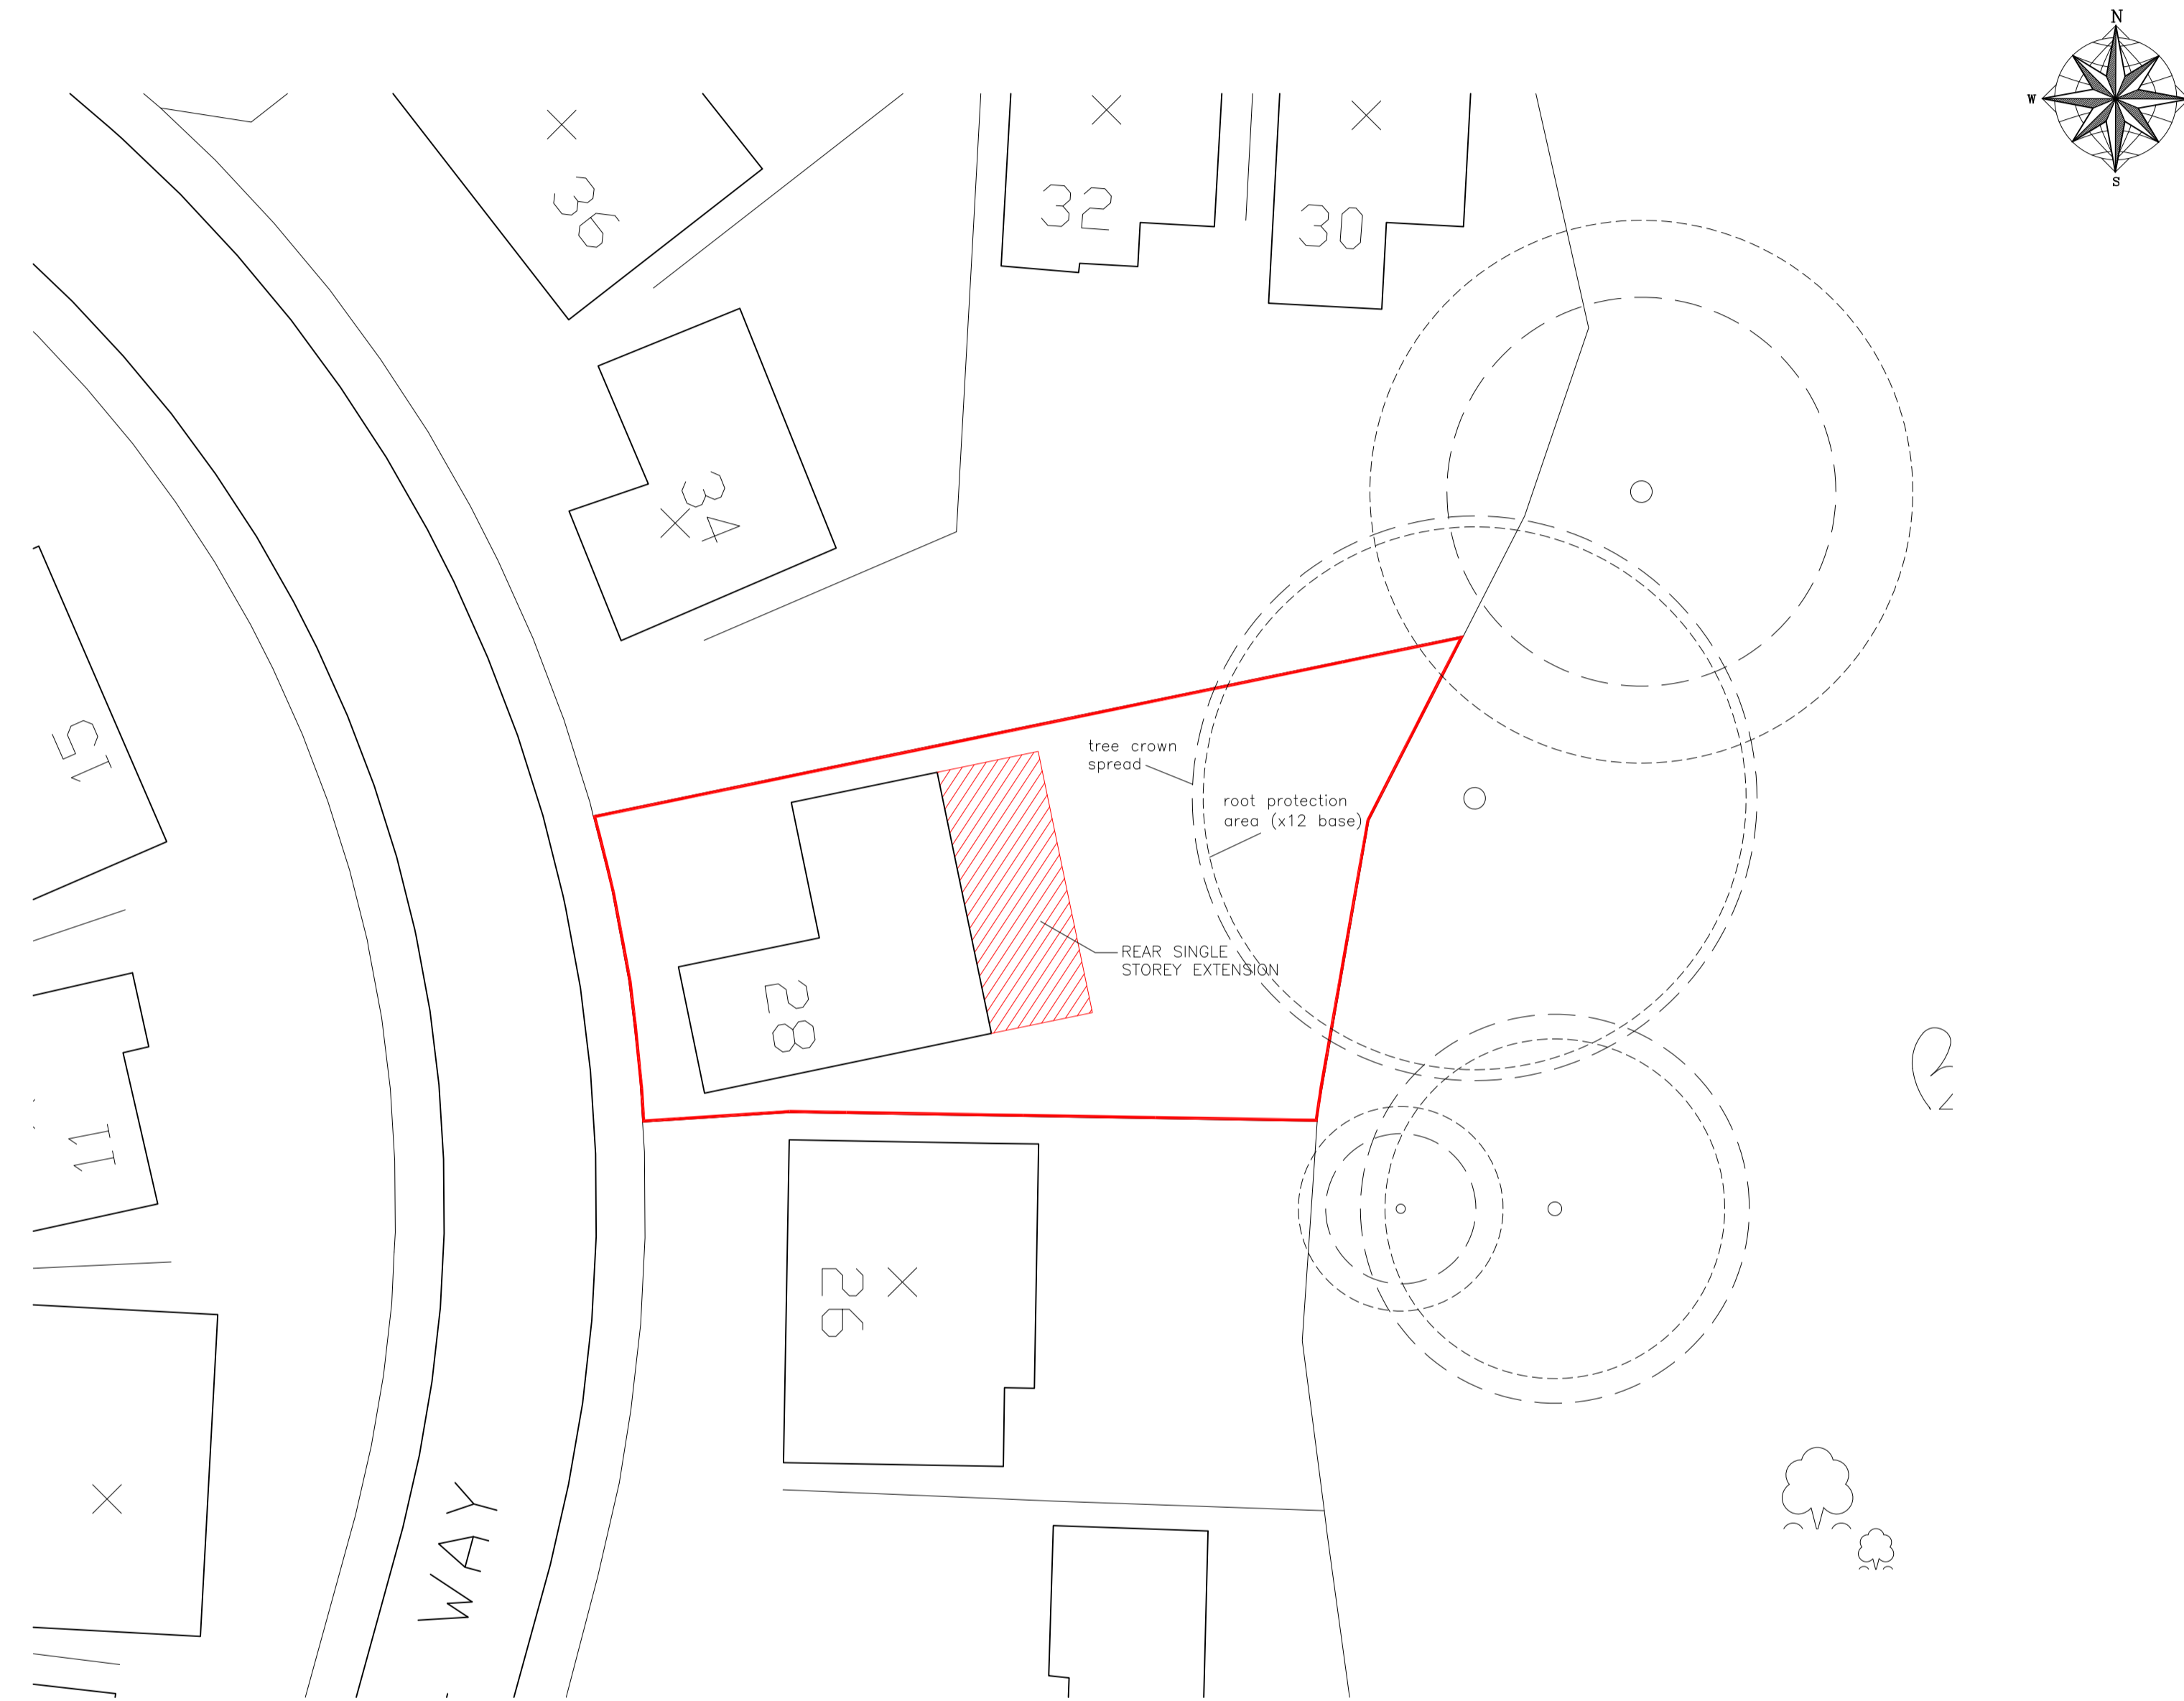 N
W
S
36
32
30
34
15
tree crown
spread
root protection
area (x12 base)
REAR SINGLE
STOREY EXTENSION
28
11
26
WAY